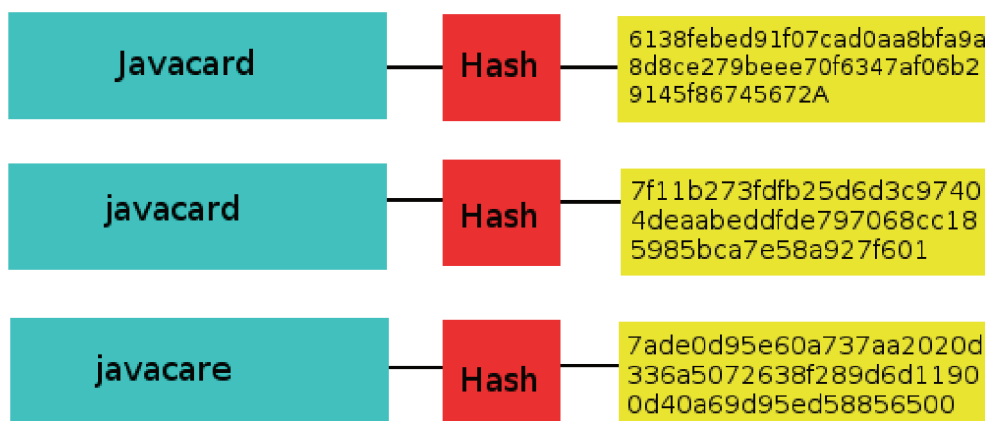 Javacard Hash 6138febed91f07cad0aa8bfa9a
8d8ce279beee70f6347af06b2
9145f86745672A
javacard Hash 7f11b273fdfb25d6d3c9740
4deaabeddfde797068cc18
5985bca7e58a927f601
javacare Hash 7ade0d95e60a737aa2020d
336a5072638f289d6d1190
0d40a69d95ed58856500